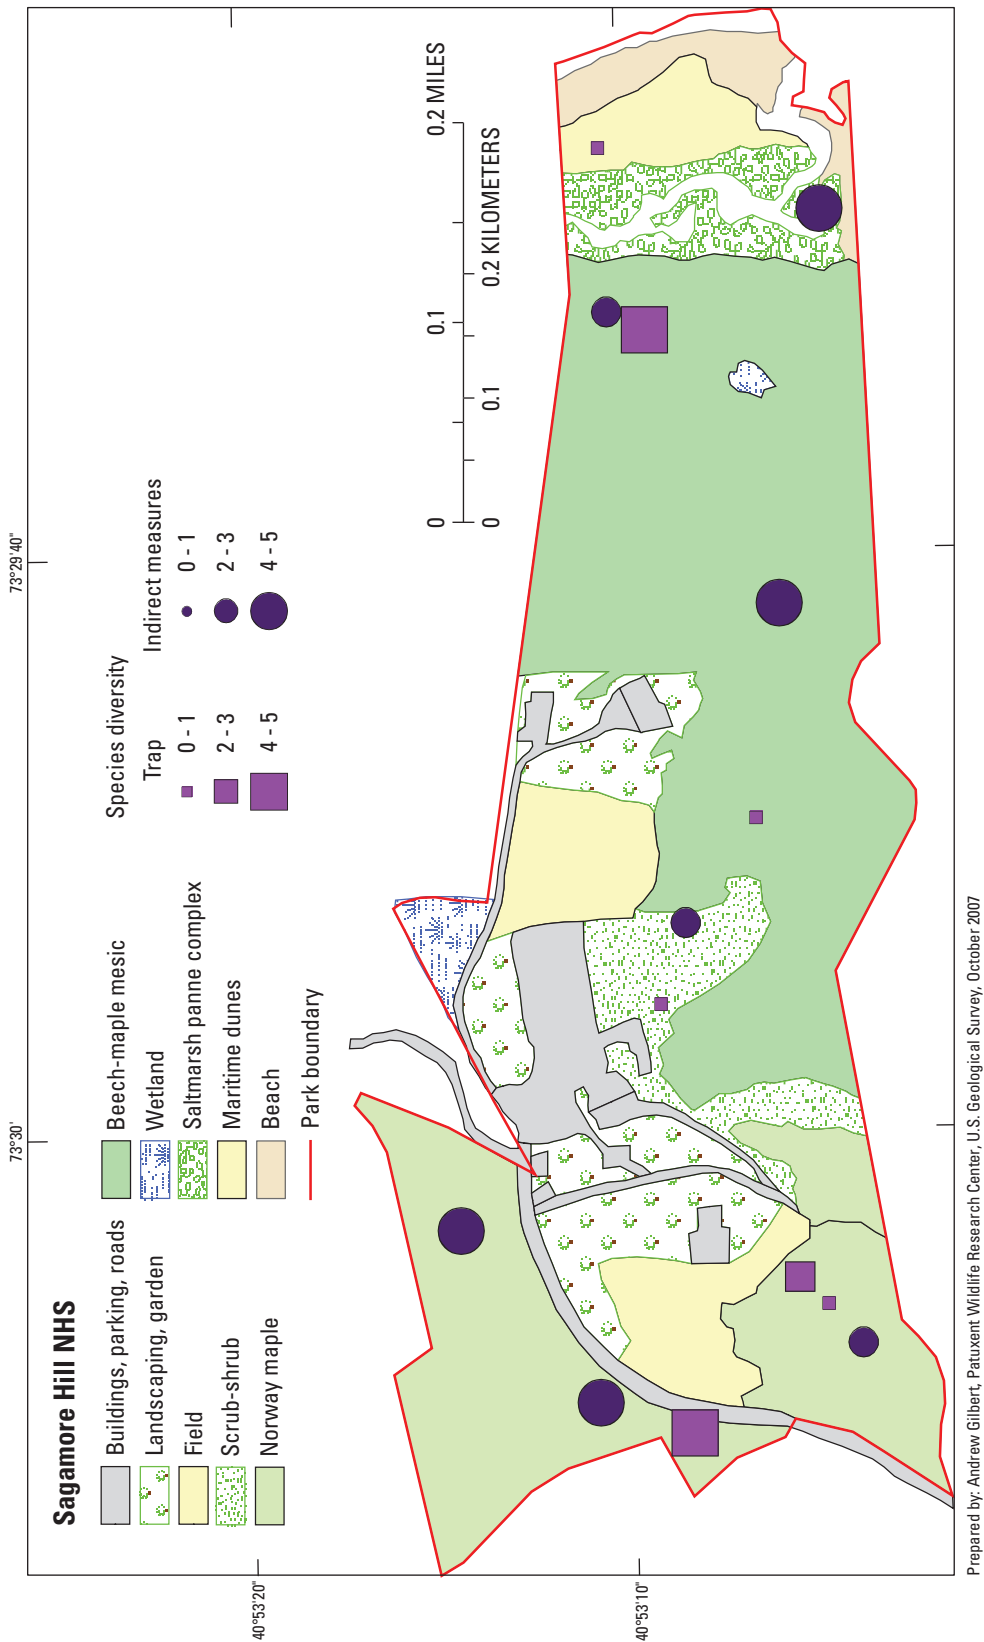 Sagamore Hill NHS
Buildings, parking, roads
Landscaping, garden
Field
Scrub-shrub
Norway maple
Beech-maple mesic
Wetland
Saltmarsh panne complex
Maritime dunes
Beach
Park boundary
Species diversity
Trap
0 - 1
2 - 3
4 - 5
Indirect measures
0 - 1
2 - 3
4 - 5
0 0.1 0.2 MILES
0 0.1 0.2 KILOMETERS
73°30'
73°29'40"
40°53'20"
40°53'10"
Prepared by: Andrew Gilbert, Patuxent Wildlife Research Center, U.S. Geological Survey, October 2007